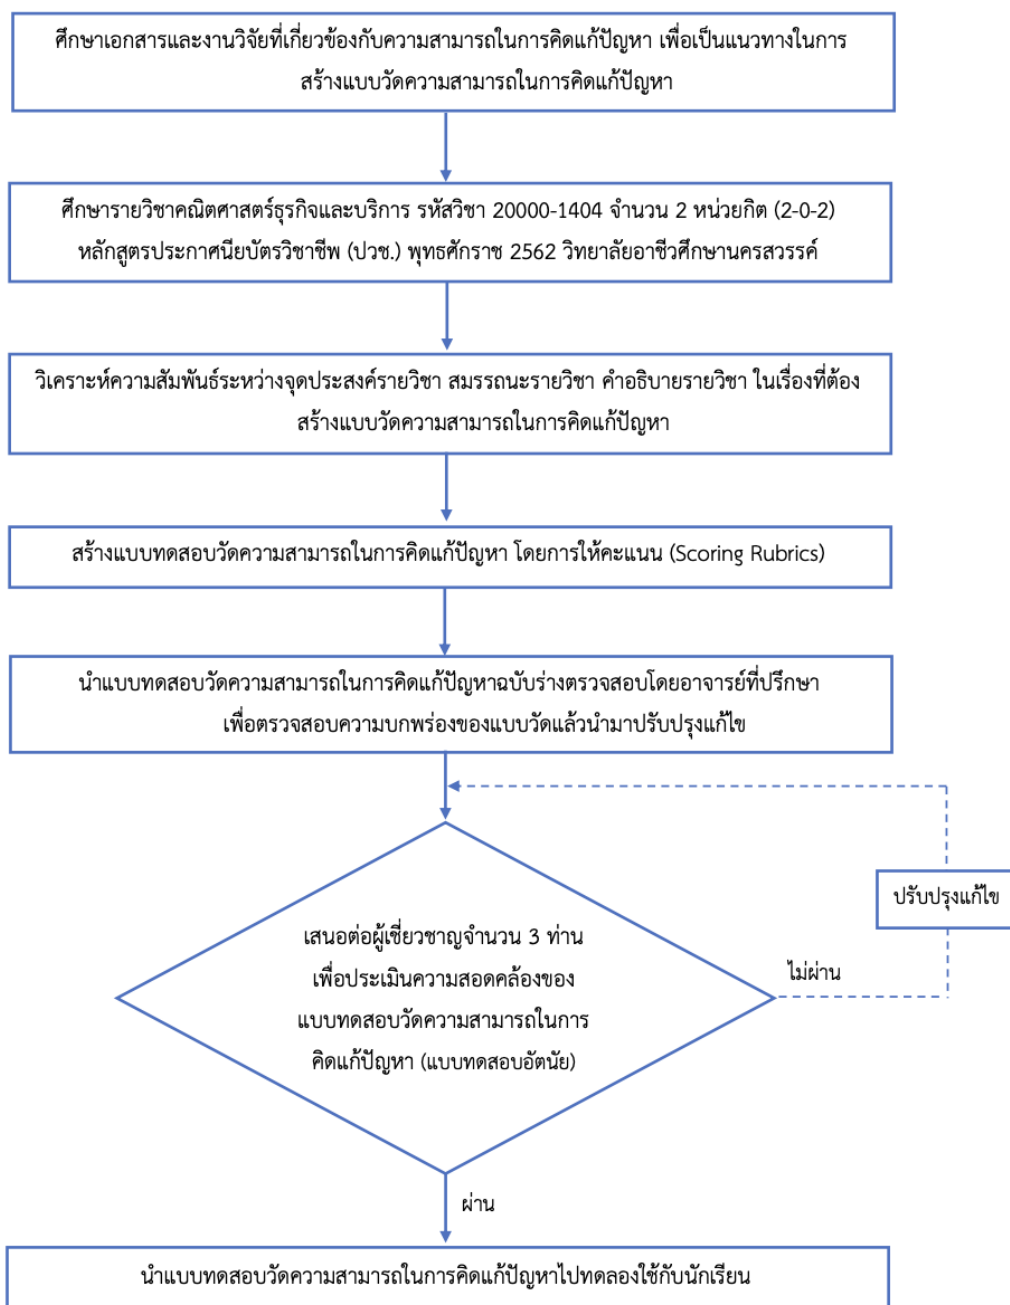 ศึกษาเอกสารและงานวิจัยที่เกี่ยวข้องกับความสามารถในการคิดแก้ปัญหา เพื่อเป็นแนวทางในการ
สร้างแบบวัดความสามารถในการคิดแก้ปัญหา
ศึกษารายวิชาคณิตศาสตร์ธุรกิจและบริการ รหัสวิชา 20000-1404 จำนวน 2 หน่วยกิต (2-0-2)
หลักสูตรประกาศนียบัตรวิชาชีพ (ปวช.) พุทธศักราช 2562 วิทยาลัยอาชีวศึกษานครสวรรค์
วิเคราะห์ความสัมพันธ์ระหว่างจุดประสงค์รายวิชา สมรรถนะรายวิชา คำอธิบายรายวิชา ในเรื่องที่ต้อง
สร้างแบบวัดความสามารถในการคิดแก้ปัญหา
สร้างแบบทดสอบวัดความสามารถในการคิดแก้ปัญหา โดยการให้คะแนน (Scoring Rubrics)
นำแบบทดสอบวัดความสามารถในการคิดแก้ปัญหาฉบับร่างตรวจสอบโดยอาจารย์ที่ปรึกษา
เพื่อตรวจสอบความบกพร่องของแบบวัดแล้วนำมาปรับปรุงแก้ไข
ปรับปรุงแก้ไข
เสนอต่อผู้เชี่ยวชาญจำนวน 3 ท่าน
เพื่อประเมินความสอดคล้องของ
แบบทดสอบวัดความสามารถในการ
คิดแก้ปัญหา (แบบทดสอบอัตนัย)
ไม่ผ่าน
ผ่าน
นำแบบทดสอบวัดความสามารถในการคิดแก้ปัญหาไปทดลองใช้กับนักเรียน